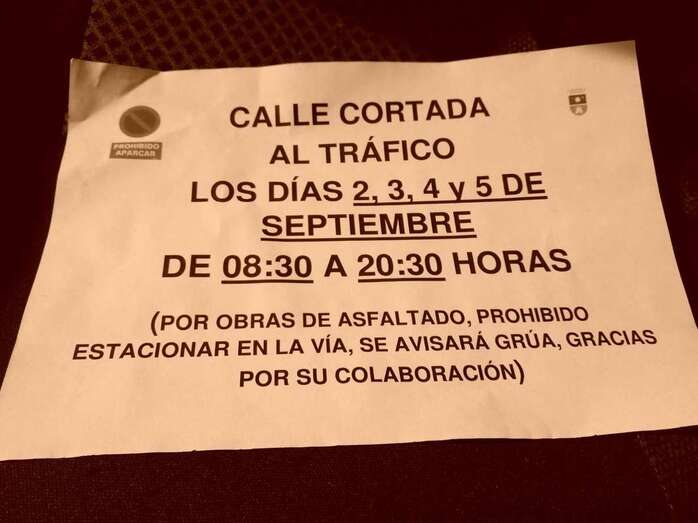 PROHIBIDO
APARCAR
CALLE CORTADA
AL TRÁFICO
LOS DÍAS 2, 3, 4 y 5 DE
SEPTIEMBRE
DE 08:30 A 20:30 HORAS
(POR OBRAS DE ASFALTADO, PROHIBIDO
ESTACIONAR EN LA VÍA, SE AVISARÁ GRÚA, GRACIAS
POR SU COLABORACIÓN)